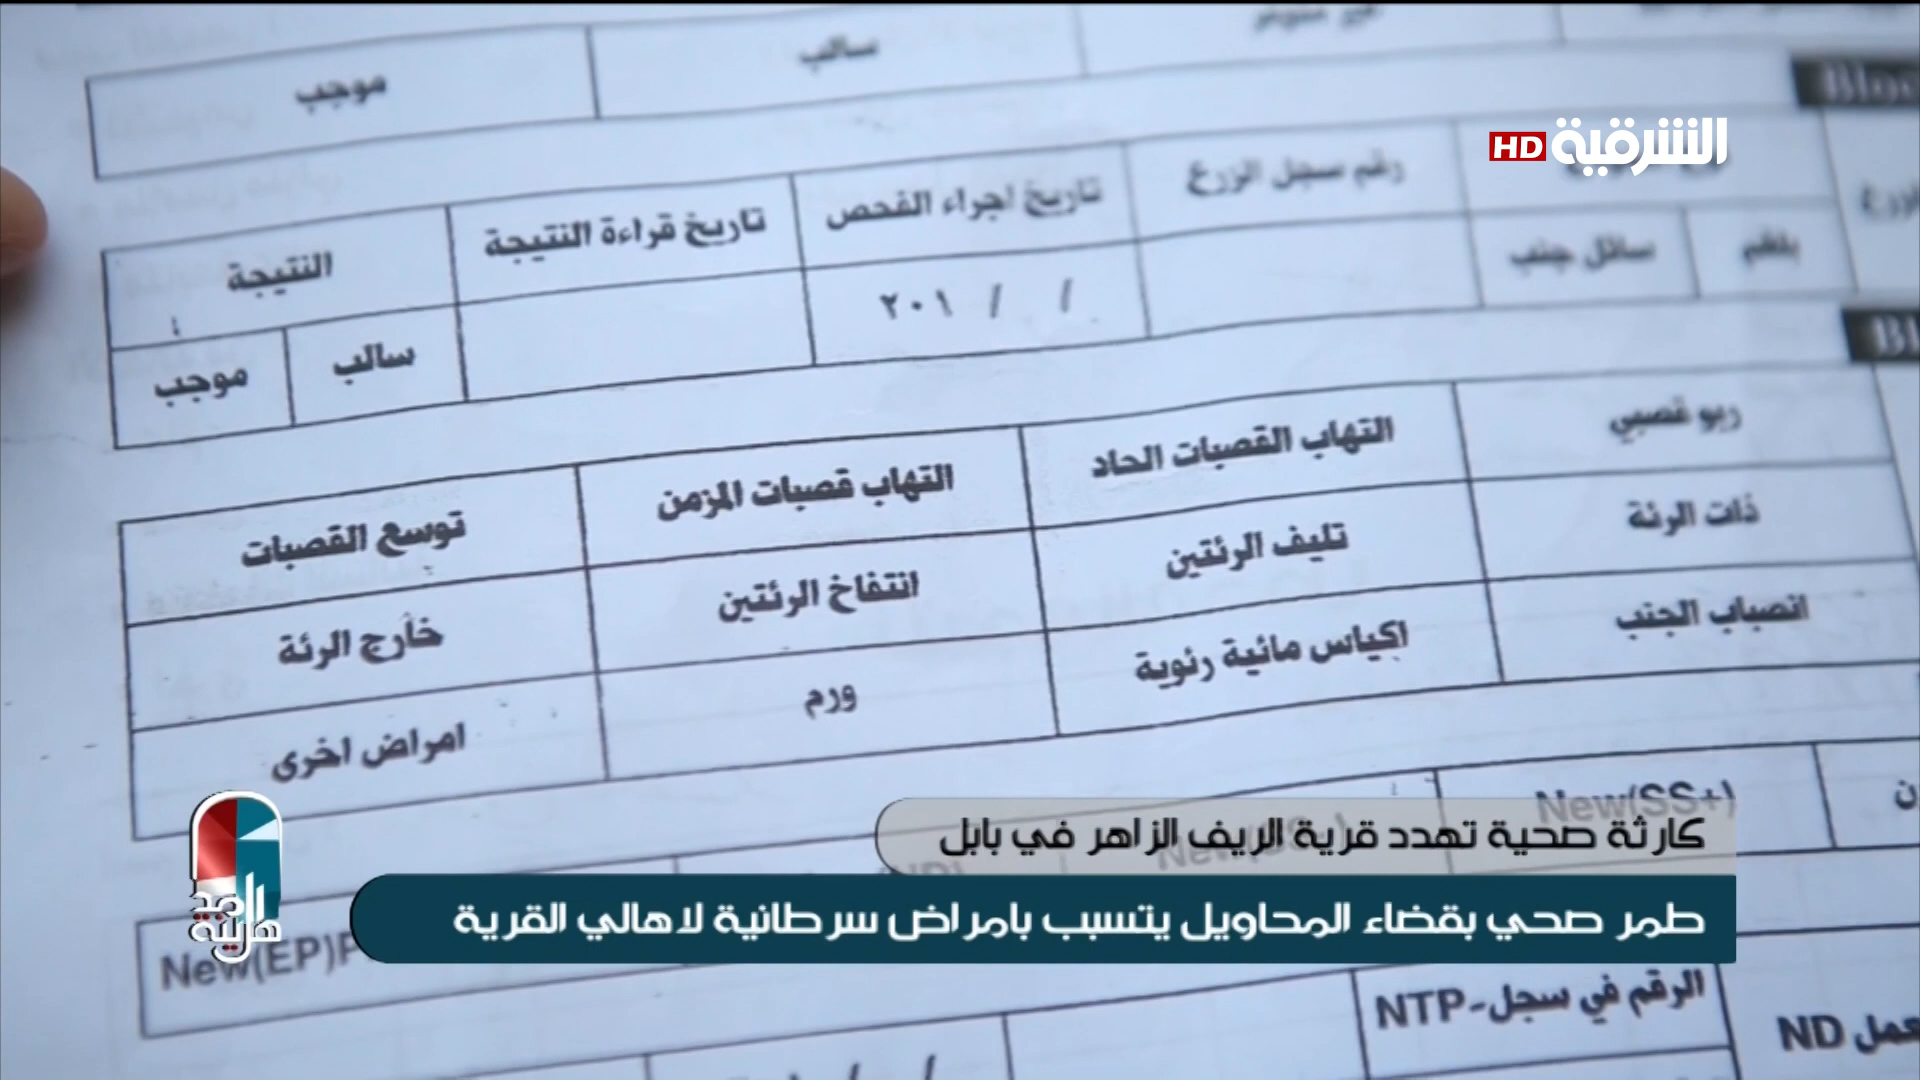 سالب
موجب
الشرقية HD
رقم سجل الزرع
تاريخ اجراء الفحص
تاريخ قراءة النتيجة
النتيجة
بلغم
سائل جنب
٢٠١ / /
سالب
موجب
ربو قصبي
التهاب القصبات الحاد
التهاب قصبات المزمن
توسع القصبات
ذات الرئة
تليف الرئتين
انتفاخ الرئتين
خارج الرئة
انصباب الجنب
اكياس مائية رئوية
ورم
امراض اخرى
New(SS+)
كارثة صحية تهدد قرية الريف الزاهر في بابل
طمر صحي بقضاء المحاويل يتسبب بامراض سرطانية لاهالي القرية
New(EP)P
الرقم في سجل-NTP
ND